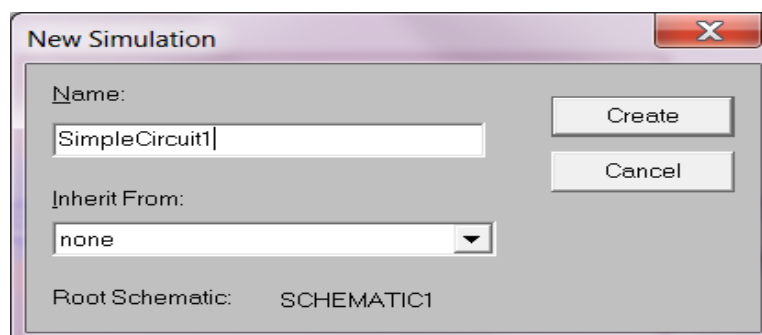 New Simulation
Name:
SimpleCircuit1
Create
Cancel
Inherit From:
none
Root Schematic: SCHEMATIC1